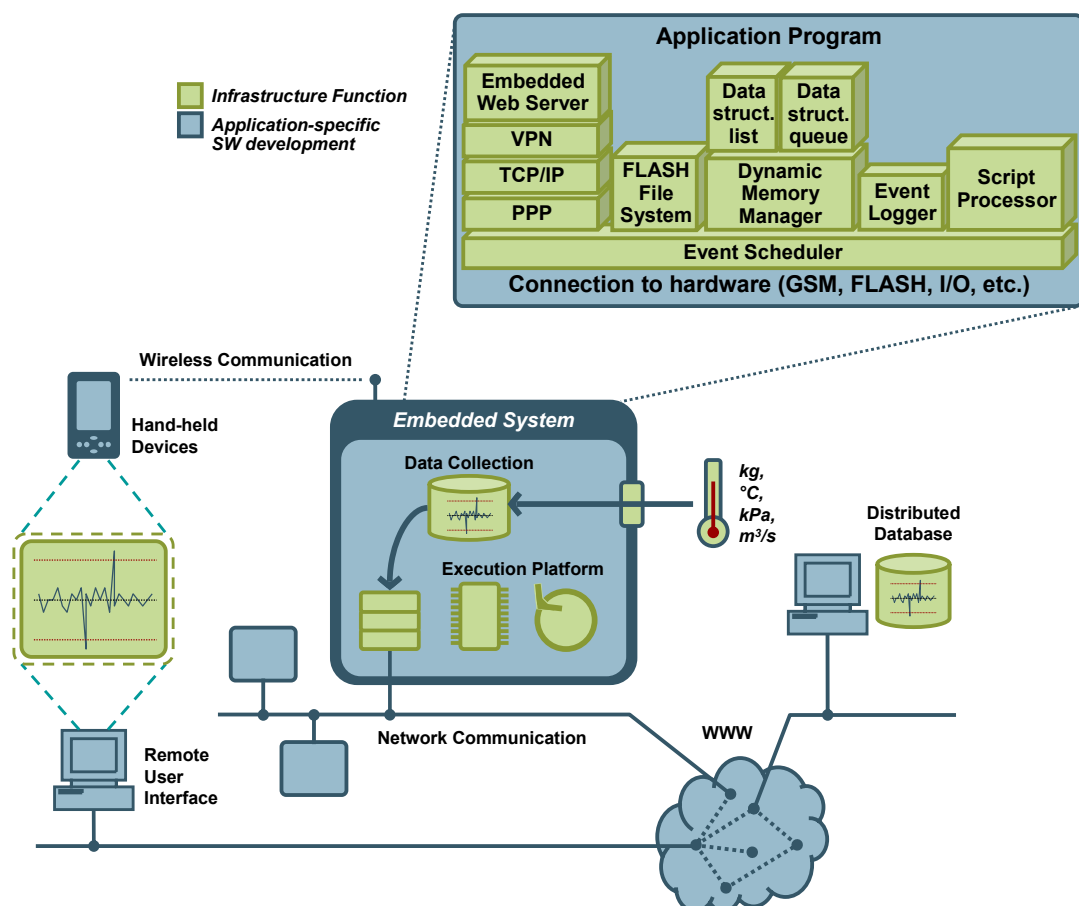 Application Program
Infrastructure Function
Application-specific
SW development
Embedded
Web Server
VPN
TCP/IP
PPP
FLASH
File
System
Data
struct.
list
Data
struct.
queue
Dynamic
Memory
Manager
Event
Logger
Script
Processor
Event Scheduler
Connection to hardware (GSM, FLASH, I/O, etc.)
Wireless Communication
Hand-held
Devices
Embedded System
Data Collection
Execution Platform
kg,
°C,
kPa,
m³/s
Distributed
Database
Network Communication
WWW
Remote
User
Interface